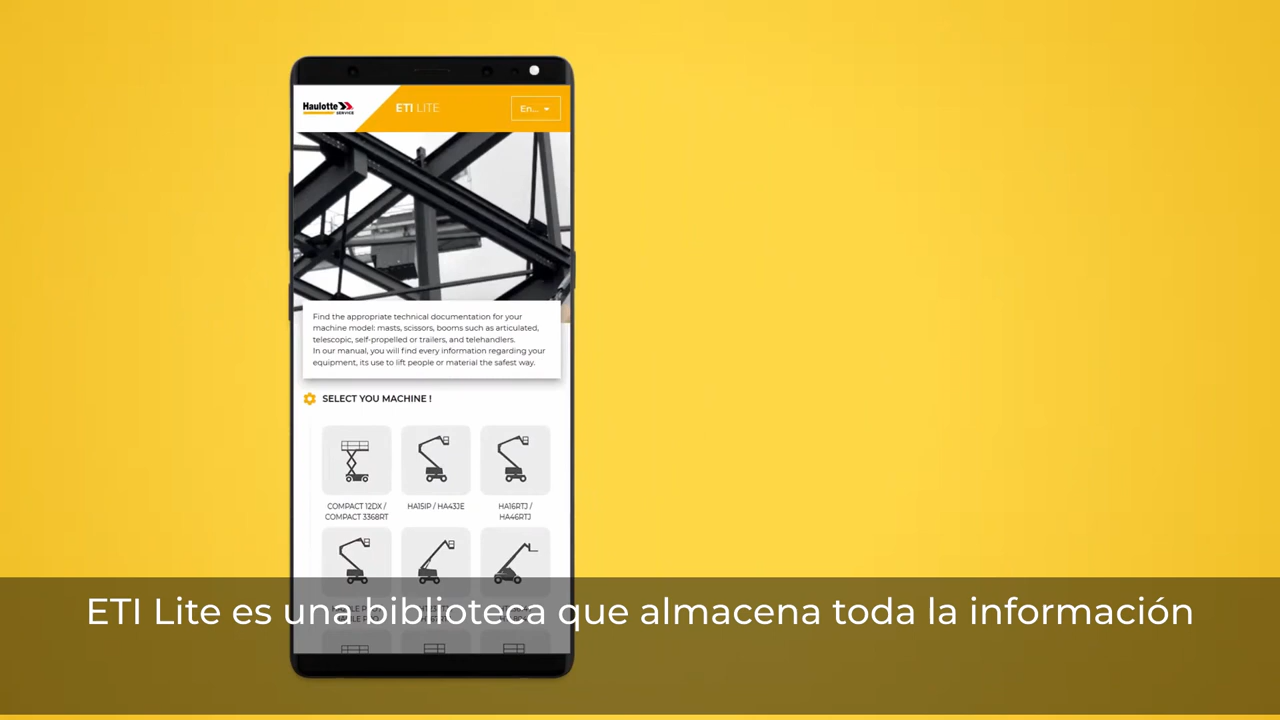 Haulotte
SERVICE
ETI LITE
En...
Find the appropriate technical documentation for your
machine model: masts, scissors, booms such as articulated,
telescopic, self-propelled or trailers, and telehandlers.
In our manual, you will find every information regarding your
equipment, its use to lift people or material the safest way.
SELECT YOU MACHINE !
COMPACT 12DX /
COMPACT 3368RT
HA15IP / HA43JE
HA16RTJ /
HA46RTJ
ETI Lite es una biblioteca que almacena toda la información